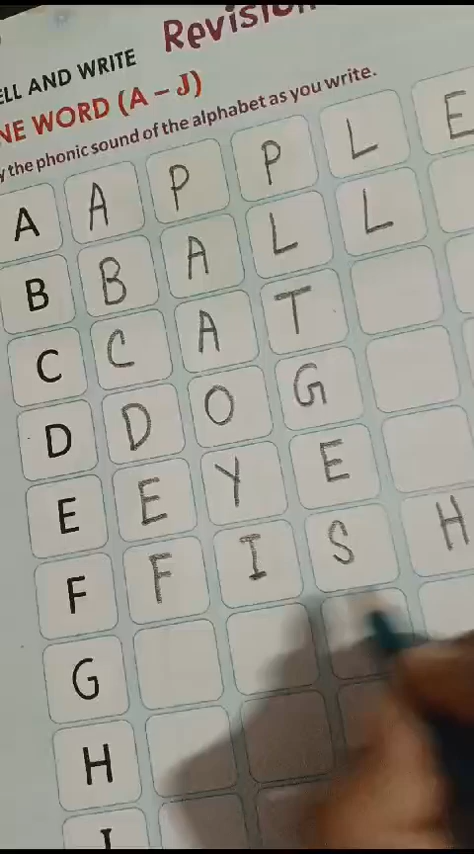 Revision
ELL AND WRITE
NE WORD (A – J)
y the phonic sound of the alphabet as you write.
A A P P L E
B B A L L
C C A T
D D O G
E E Y E
F F I S H
G
H
I